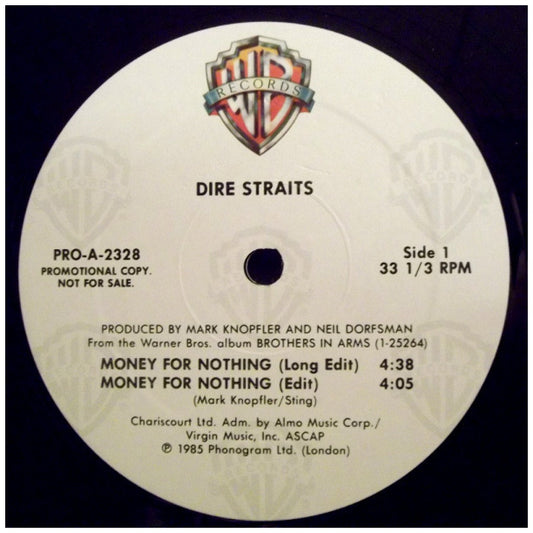 RECORDS
DIRE STRAITS
PRO-A-2328
PROMOTIONAL COPY.
NOT FOR SALE.
Side 1
33 1/3 RPM
PRODUCED BY MARK KNOPFLER AND NEIL DORFSMAN
From the Warner Bros. album BROTHERS IN ARMS (1-25264)
MONEY FOR NOTHING (Long Edit) 4:38
MONEY FOR NOTHING (Edit) 4:05
(Mark Knopfler/Sting)
Chariscourt Ltd. Adm. by Almo Music Corp./
Virgin Music, Inc. ASCAP
℗ 1985 Phonogram Ltd. (London)